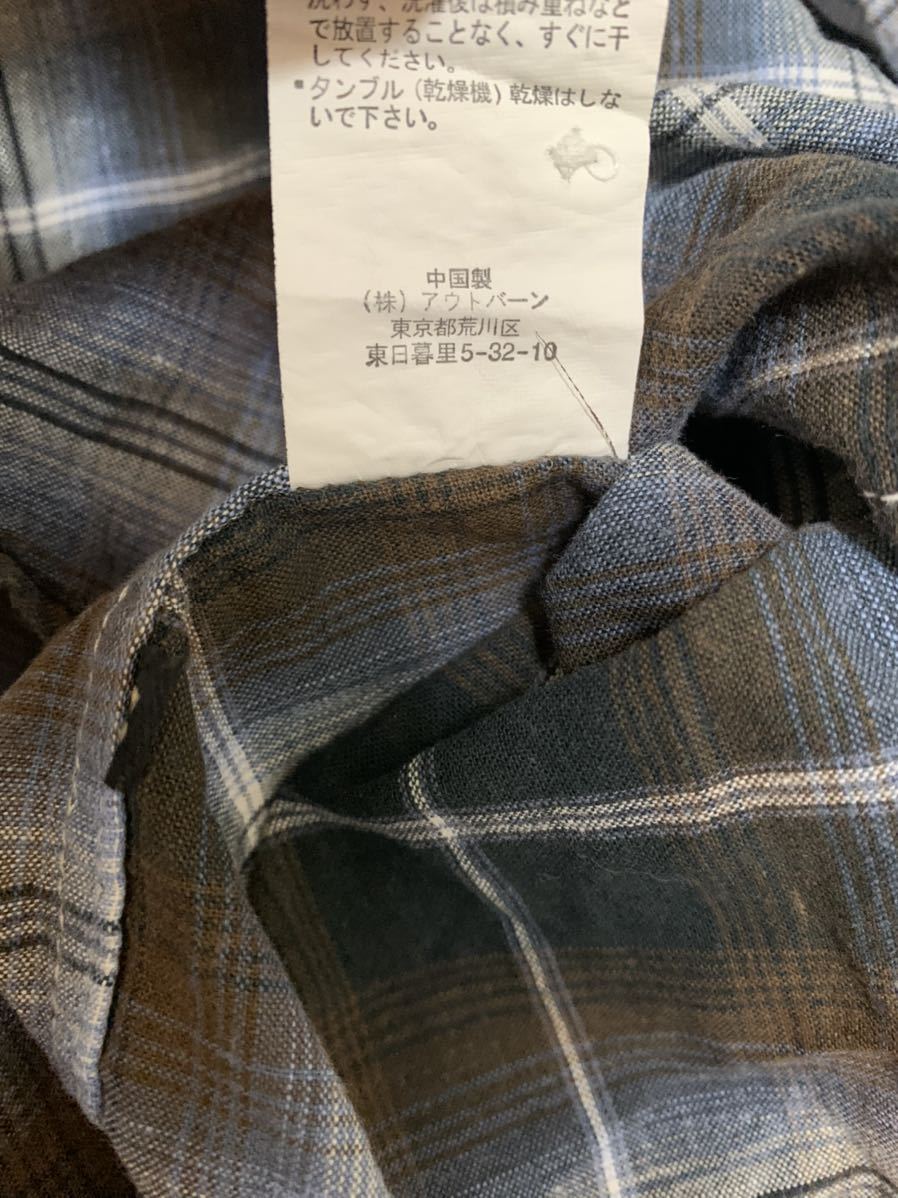 洗わず、洗濯後は積み重ねなど
で放置することなく、すぐに干
してください。
・タンブル（乾燥機）乾燥はしな
いで下さい。
中国製
（株）アウトバーン
東京都荒川区
東日暮里5-32-10